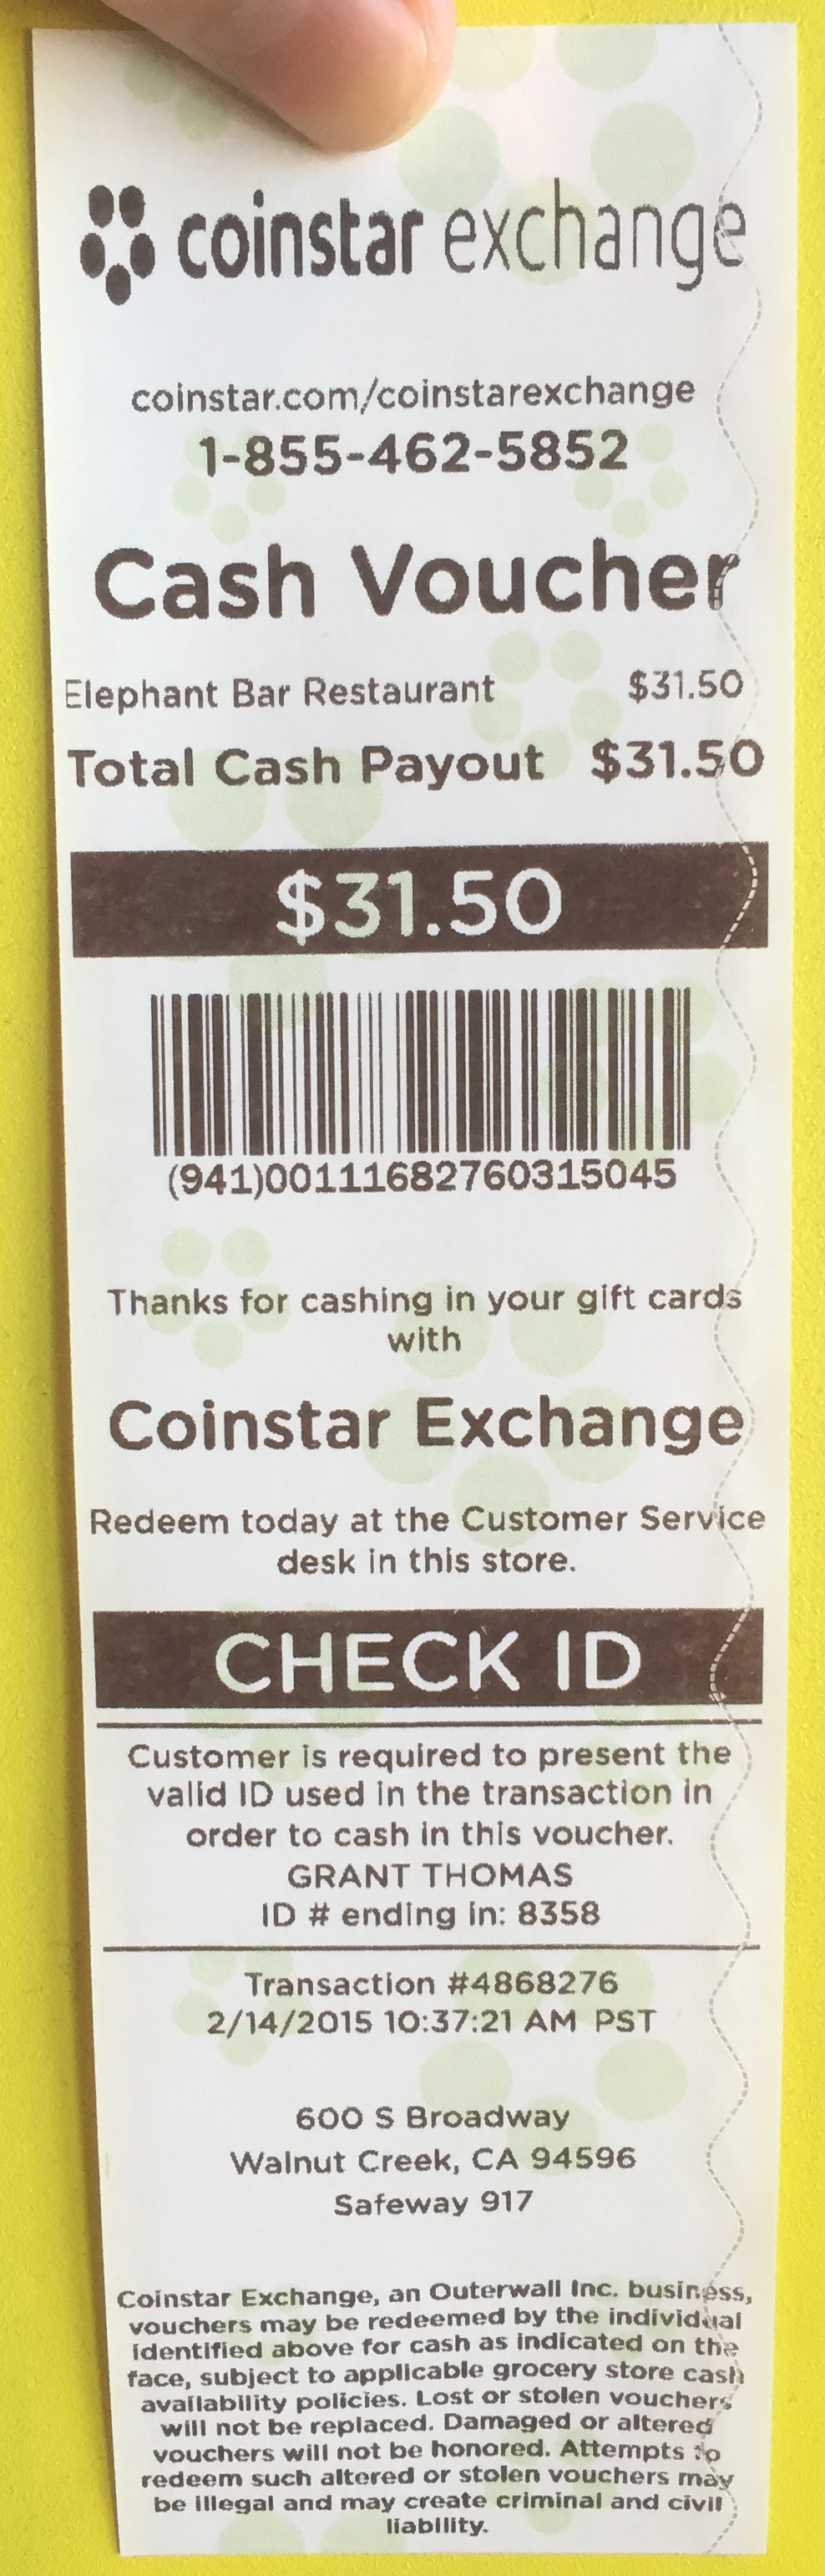 coinstar exchange
coinstar.com/coinstarexchange
1-855-462-5852
Cash Voucher
Elephant Bar Restaurant $31.50
Total Cash Payout $31.50
$31.50
(941)001111682760315045
Thanks for cashing in your gift cards
with
Coinstar Exchange
Redeem today at the Customer Service
desk in this store.
CHECK ID
Customer is required to present the
valid ID used in the transaction in
order to cash in this voucher.
GRANT THOMAS
ID # ending in: 8358
Transaction #4868276
2/14/2015 10:37:21 AM PST
600 S Broadway
Walnut Creek, CA 94596
Safeway 917
Coinstar Exchange, an Outerwall Inc. business,
vouchers may be redeemed by the individual
identified above for cash as indicated on the
face, subject to applicable grocery store cash
availability policies. Lost or stolen vouchers
will not be replaced. Damaged or altered
vouchers will not be honored. Attempts to
redeem such altered or stolen vouchers may
be illegal and may create criminal and civil
liability.